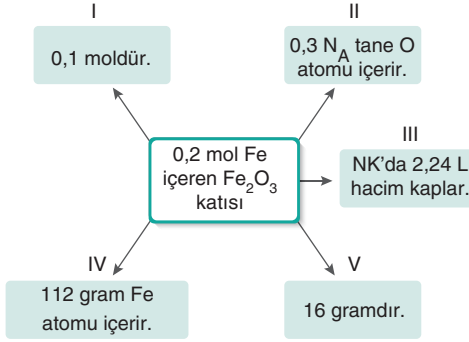 I
0,1 moldür.
II
0,3 N_A tane O
atomu içerir.
0,2 mol Fe
içeren Fe₂O₃
katısı
III
NK'da 2,24 L
hacim kaplar.
IV
112 gram Fe
atomu içerir.
V
16 gramdır.